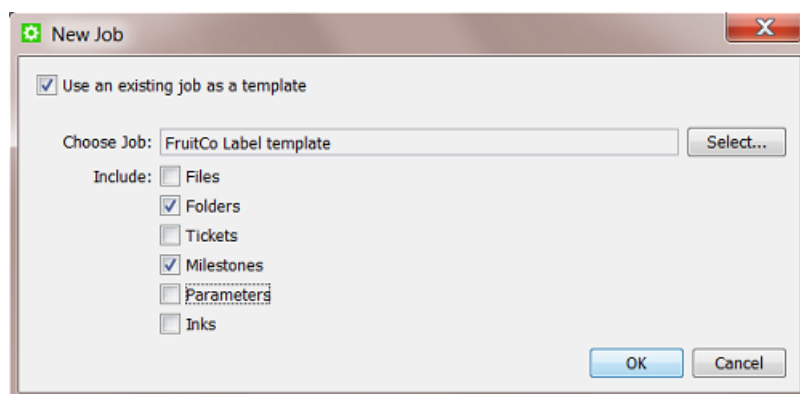 New Job
Use an existing job as a template
Choose Job: FruitCo Label template Select...
Include: Files
Folders
Tickets
Milestones
Parameters
Inks
OK Cancel